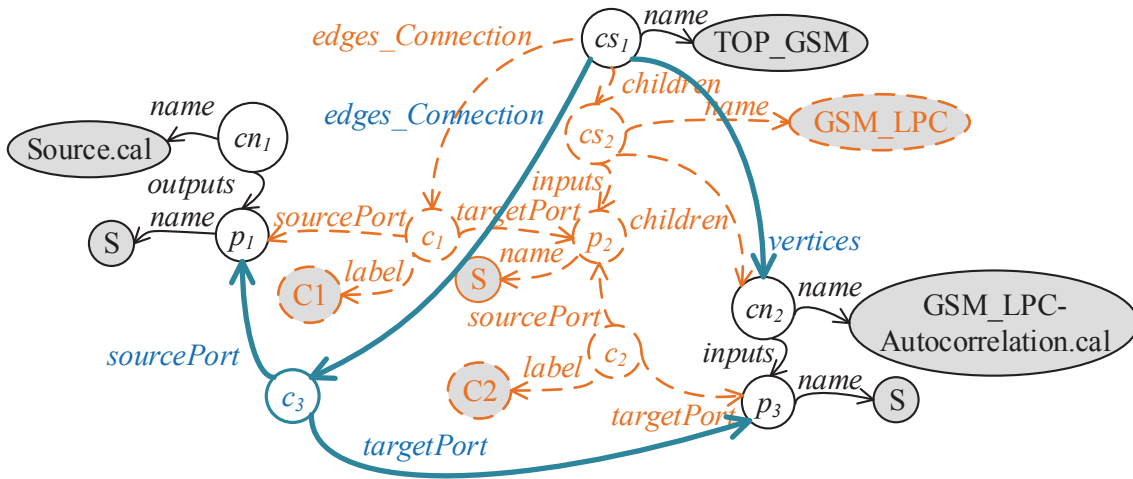 edges_Connection
cs1
name
TOP_GSM
children
name
edges_Connection
name
cn1
cs2
GSM_LPC
Source.cal
outputs
inputs
name
sourcePort
targetPort
children
S
p1
c1
p2
name
vertices
label
S
C1
cn2
name
GSM_LPC-
Autocorrelation.cal
sourcePort
sourcePort
inputs
label
c2
name
c3
C2
p3
S
targetPort
targetPort